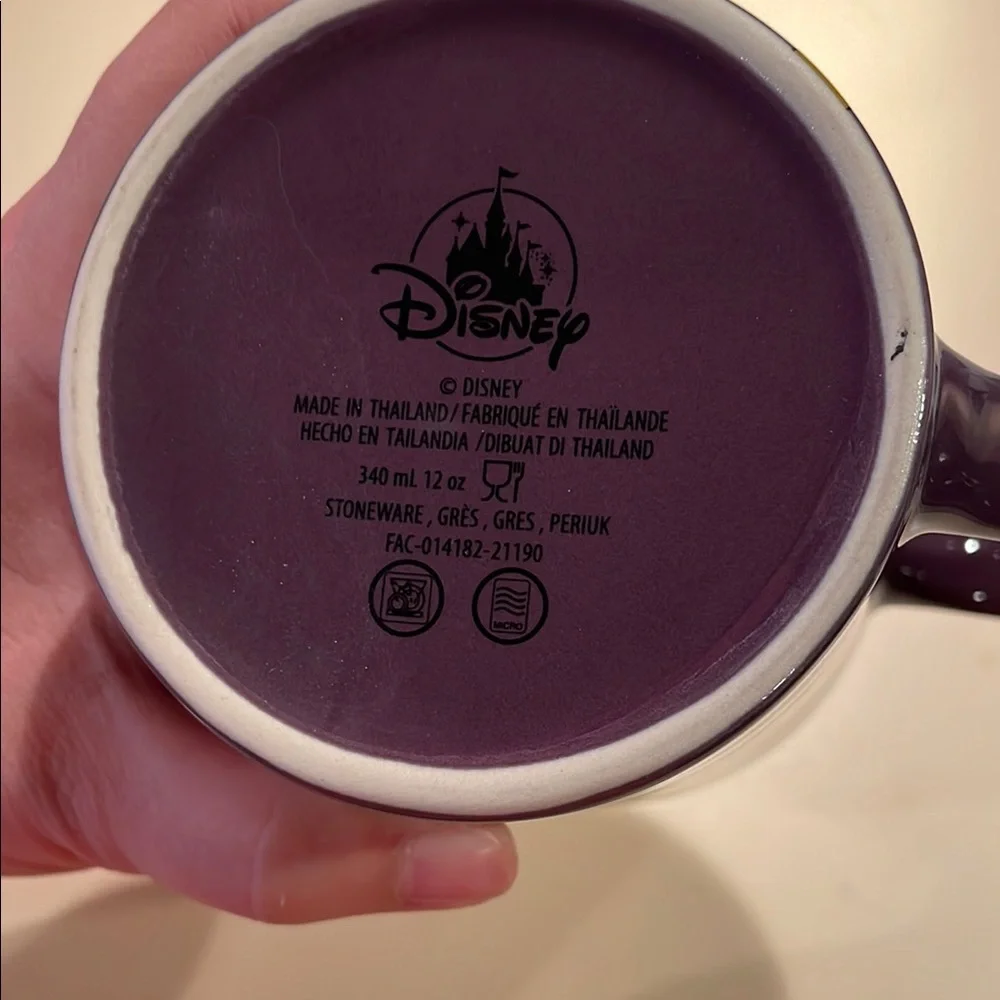 Disney
© DISNEY
MADE IN THAILAND/FABRIQUÉ EN THAÏLANDE
HECHO EN TAILANDIA /DIBUAT DI THAILAND
340 mL 12 oz
STONEWARE, GRÈS, GRES, PERIUK
FAC-014182-21190
MICRO